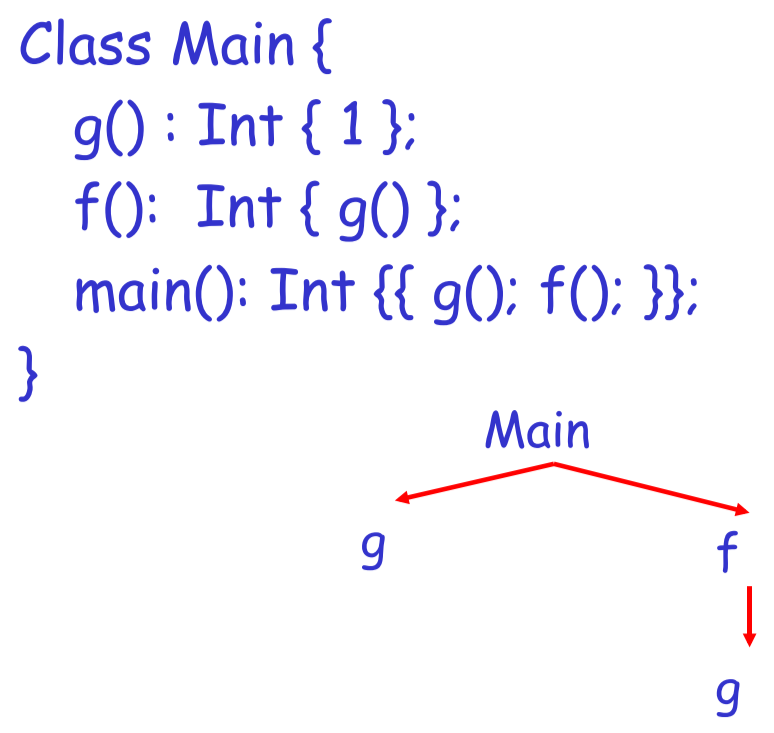 Class Main {
g() : Int { 1 };
f(): Int { g() };
main(): Int {{ g(); f(); }};
}
Main
g f
g